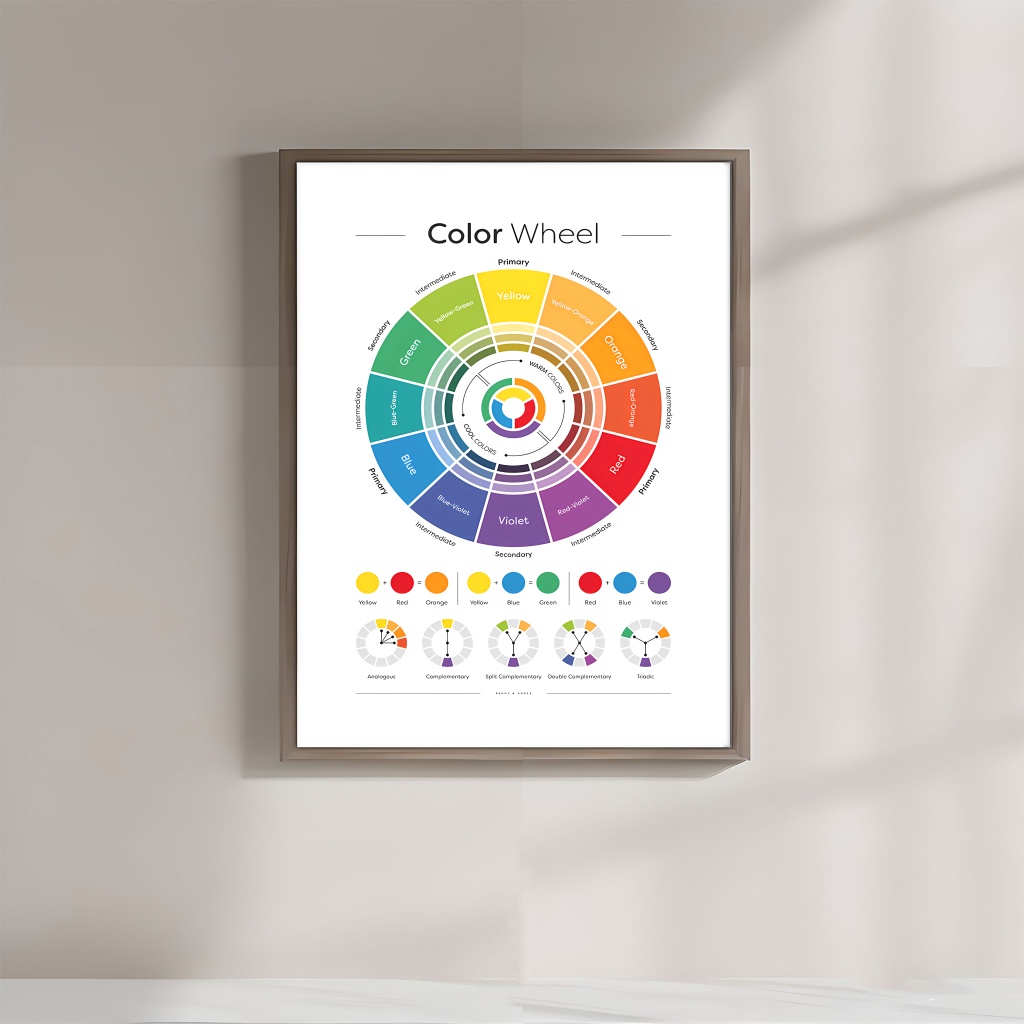 Color Wheel
Primary
Intermediate
Intermediate
Secondary
Secondary
Intermediate
Intermediate
Primary
Primary
Intermediate
Intermediate
Secondary
Yellow
Yellow-Orange
Orange
Red-Orange
Red
Red-Violet
Violet
Blue-Violet
Blue
Blue-Green
Green
Yellow-Green
WARM COLORS
COOL COLORS
+ = + = + =
Yellow Red Orange Yellow Blue Green Red Blue Violet
Analogous Complementary Split Complementary Double Complementary Triadic